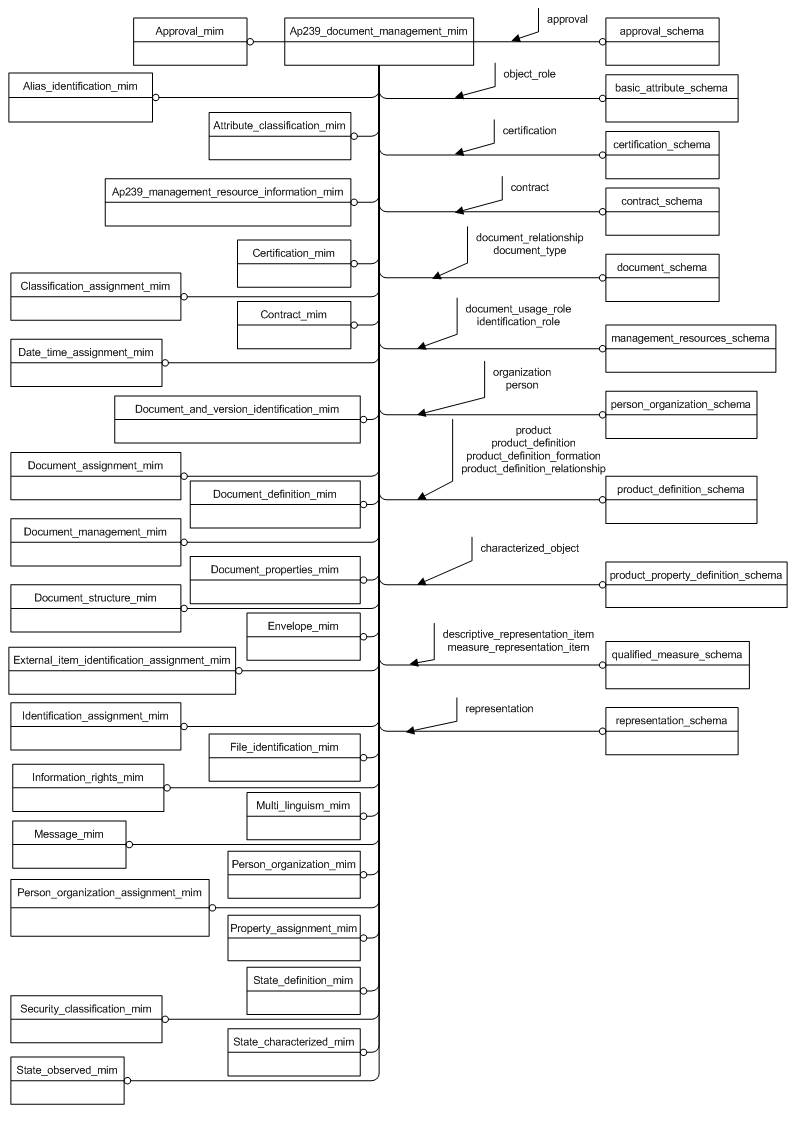 Approval_mim
Ap239_document_management_mim
approval
approval_schema
Alias_identification_mim
object_role
basic_attribute_schema
Attribute_classification_mim
certification
certification_schema
Ap239_management_resource_information_mim
contract
contract_schema
Certification_mim
document_relationship
document_type
document_schema
Classification_assignment_mim
Contract_mim
document_usage_role
identification_role
management_resources_schema
Date_time_assignment_mim
organization
person
person_organization_schema
Document_and_version_identification_mim
product
product_definition
product_definition_formation
product_definition_relationship
product_definition_schema
Document_assignment_mim
Document_definition_mim
Document_management_mim
characterized_object
product_property_definition_schema
Document_properties_mim
Document_structure_mim
Envelope_mim
descriptive_representation_item
measure_representation_item
qualified_measure_schema
External_item_identification_assignment_mim
Identification_assignment_mim
representation
representation_schema
File_identification_mim
Information_rights_mim
Multi_linguism_mim
Message_mim
Person_organization_mim
Person_organization_assignment_mim
Property_assignment_mim
State_definition_mim
Security_classification_mim
State_characterized_mim
State_observed_mim